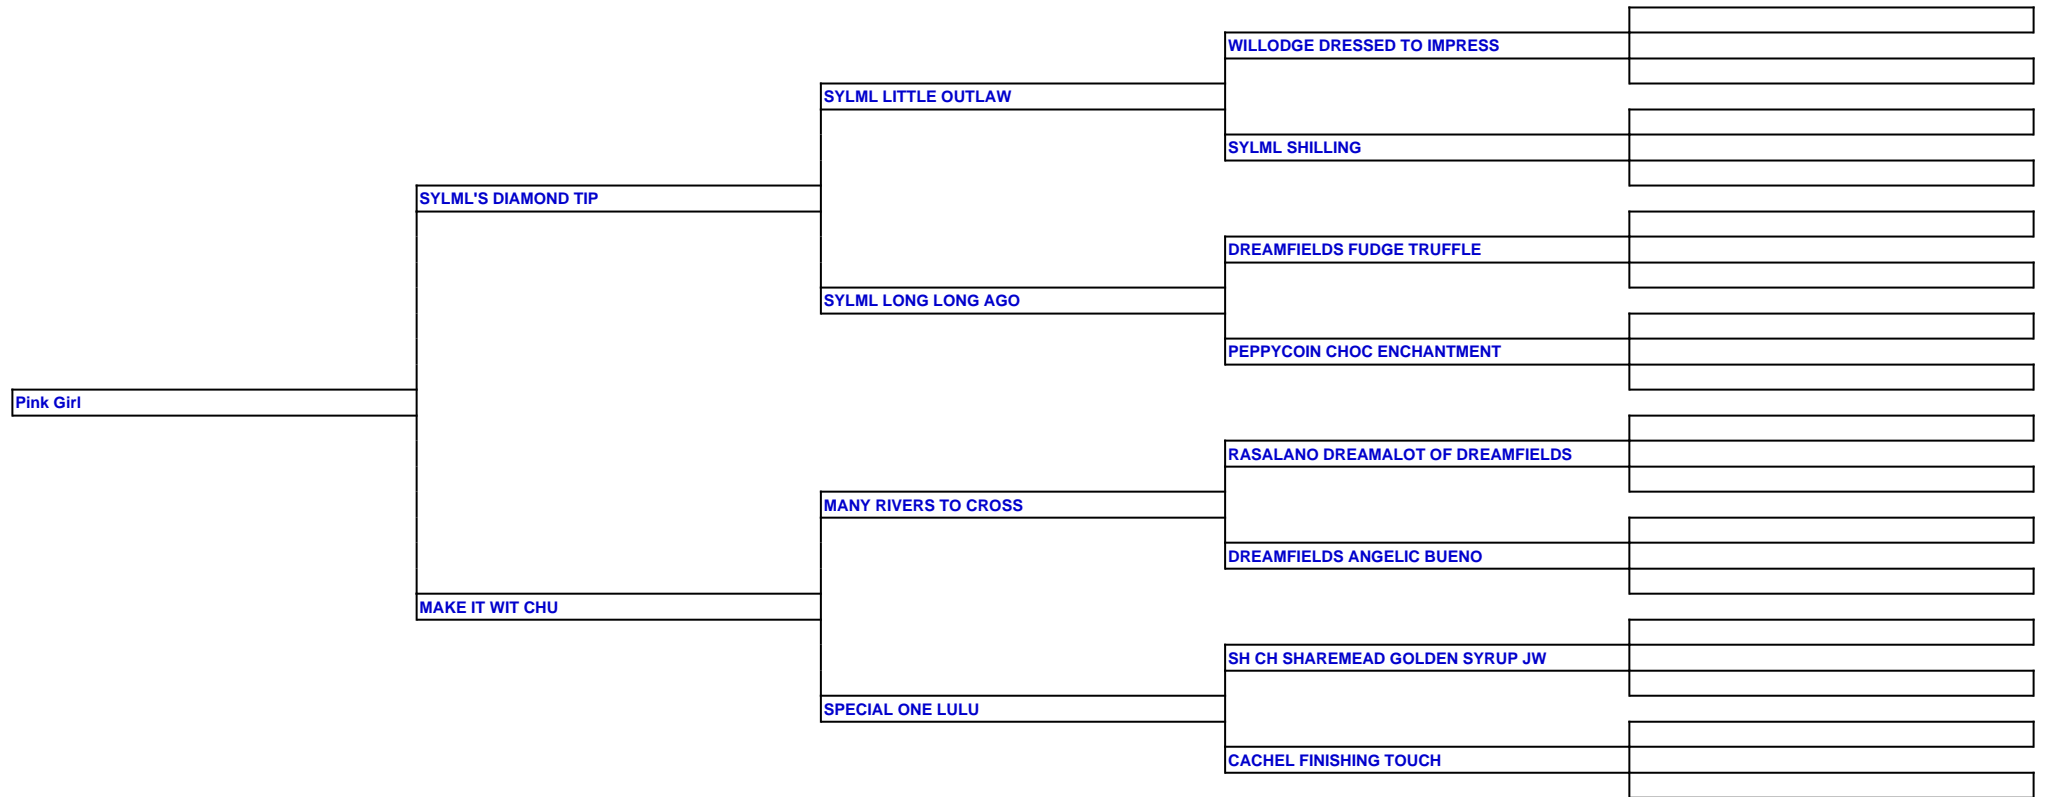 WILLODGE DRESSED TO IMPRESS
SYLML LITTLE OUTLAW
SYLML SHILLING
SYLML'S DIAMOND TIP
DREAMFIELDS FUDGE TRUFFLE
SYLML LONG LONG AGO
PEPPYCOIN CHOC ENCHANTMENT
Pink Girl
RASALANO DREAMALOT OF DREAMFIELDS
MANY RIVERS TO CROSS
DREAMFIELDS ANGELIC BUENO
MAKE IT WIT CHU
SH CH SHAREMEAD GOLDEN SYRUP JW
SPECIAL ONE LULU
CACHEL FINISHING TOUCH